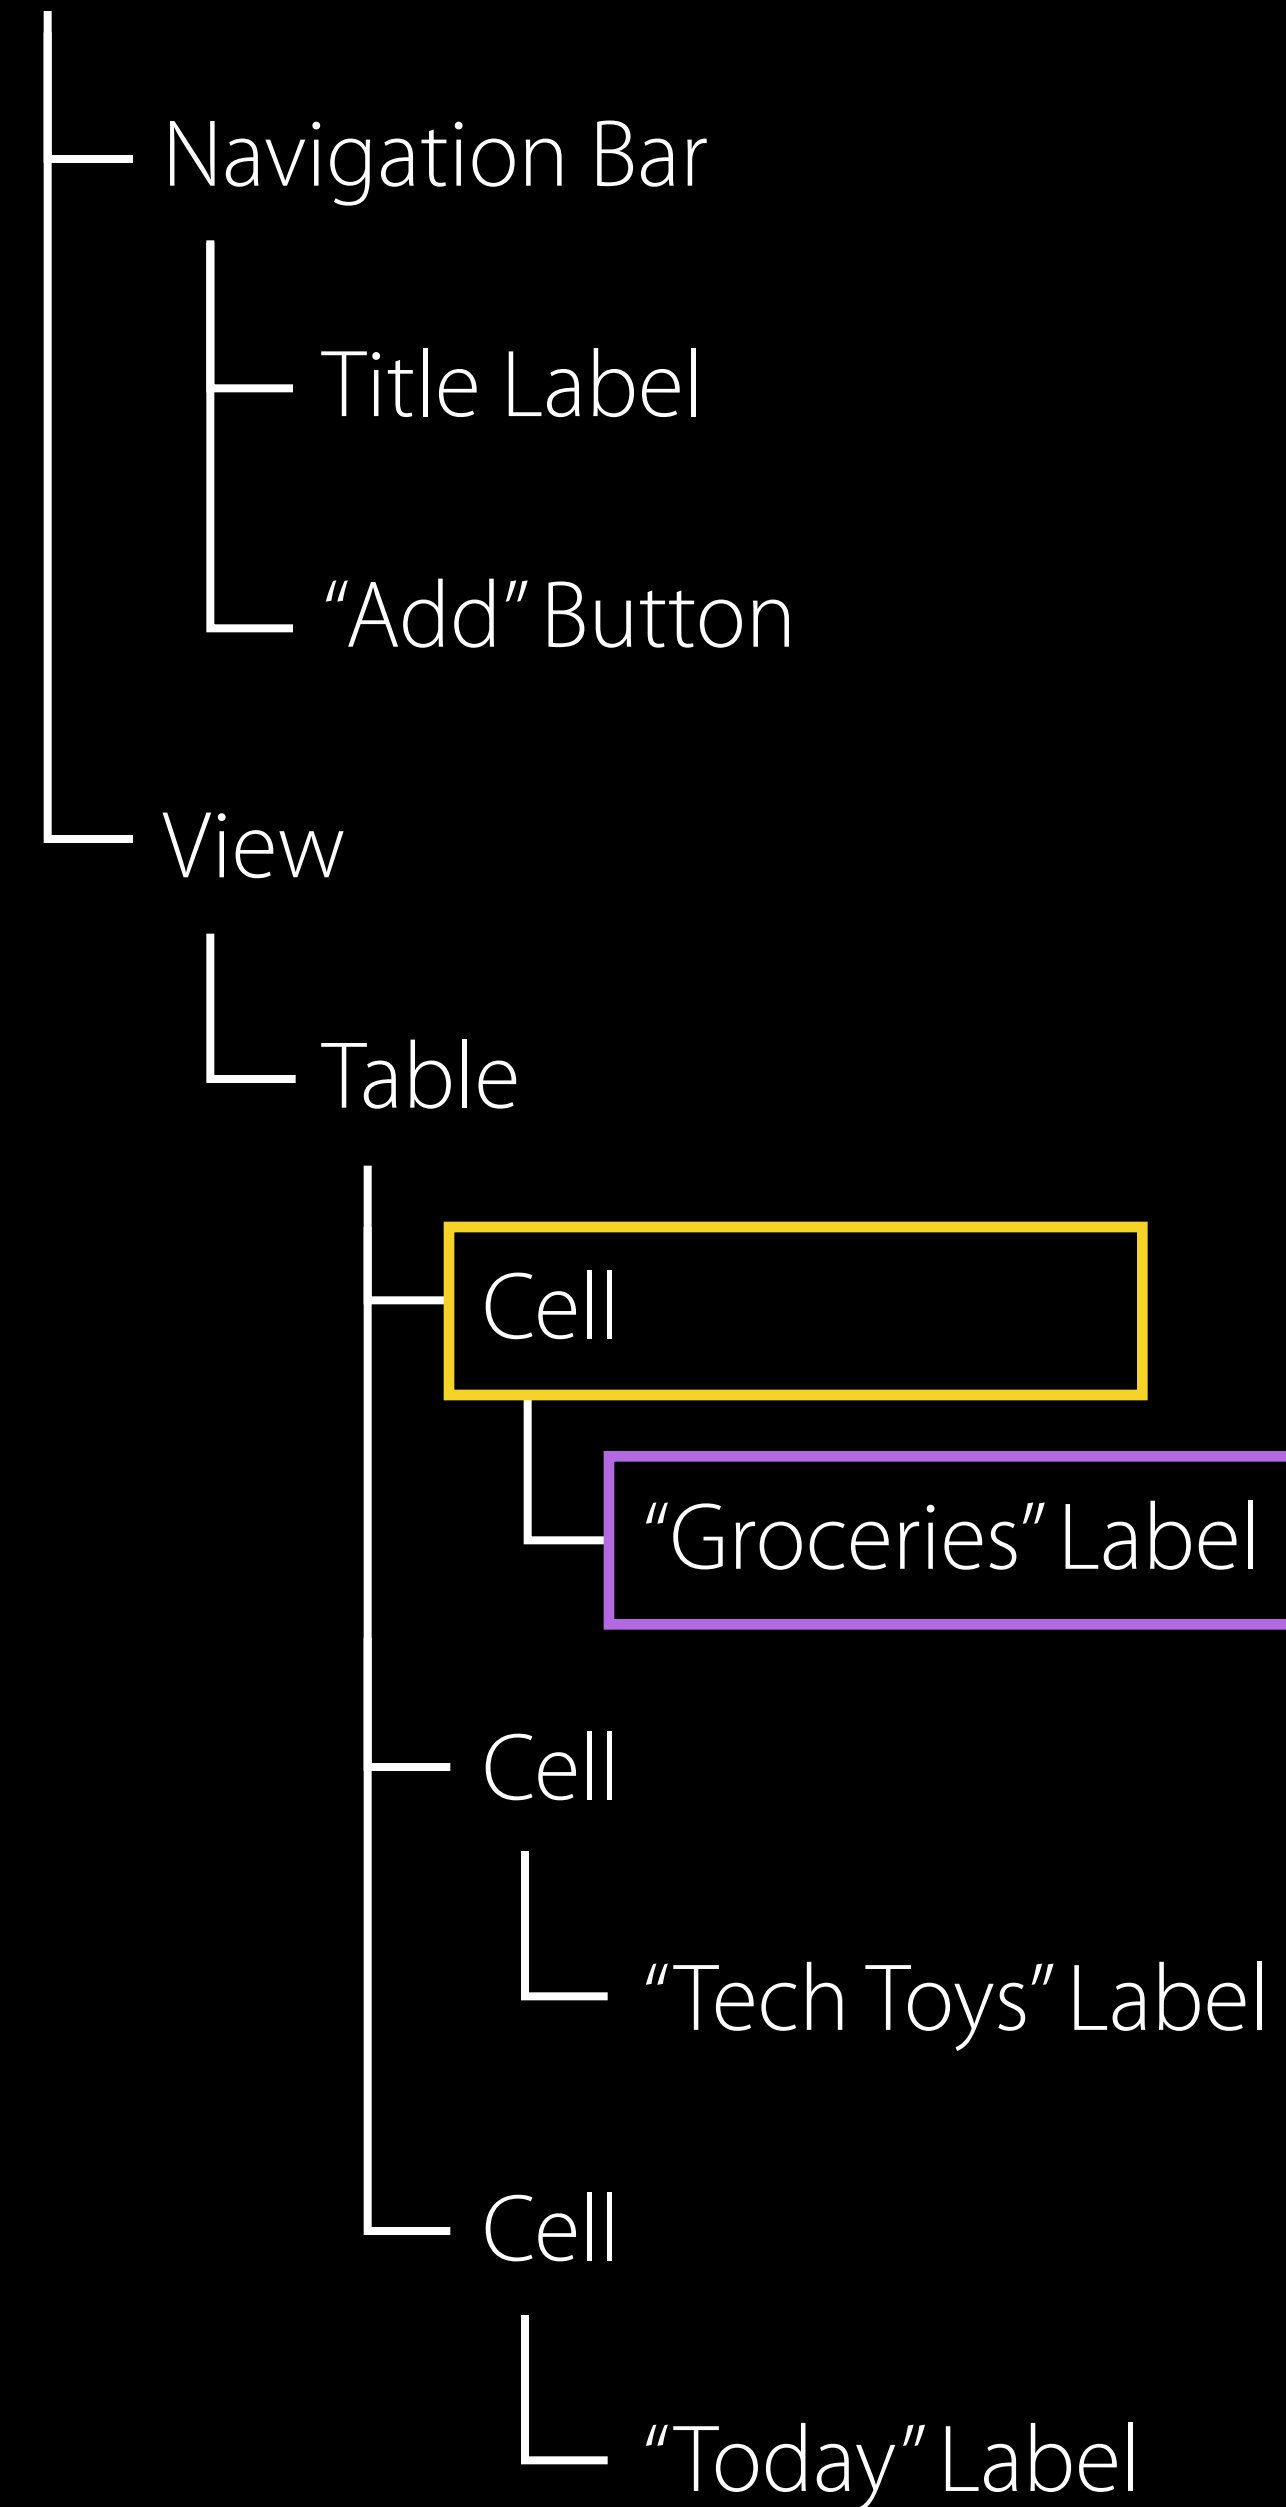 Navigation Bar
Title Label
“Add” Button
View
Table
Cell
“Groceries” Label
Cell
“Tech Toys” Label
Cell
“Today” Label